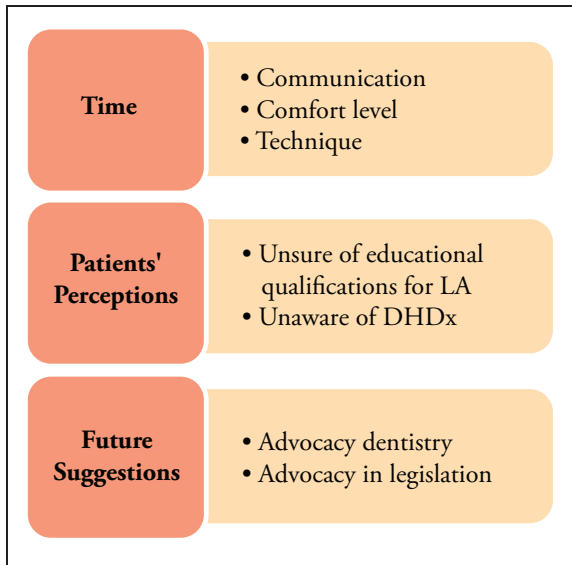 Time
• Communication
• Comfort level
• Technique
Patients'
Perceptions
• Unsure of educational
qualifications for LA
• Unaware of DHDx
Future
Suggestions
• Advocacy dentistry
• Advocacy in legislation